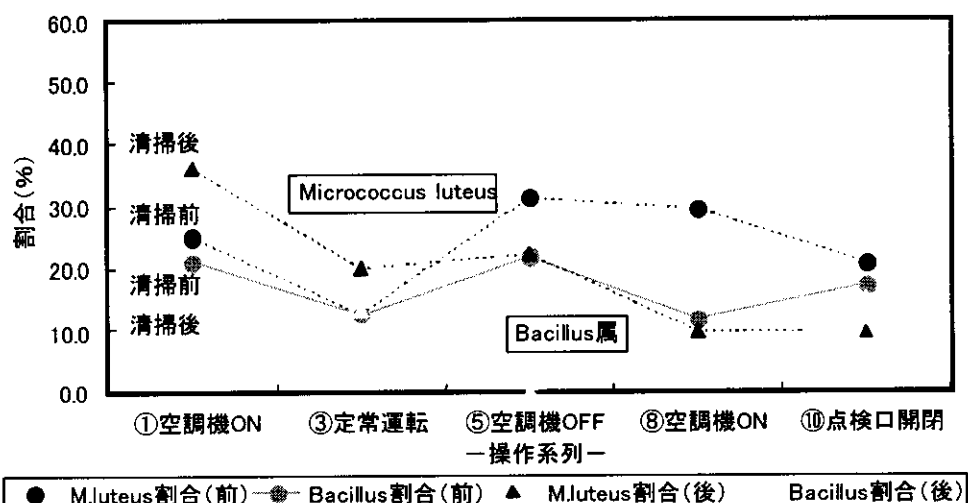 60.0
50.0
40.0
30.0
20.0
10.0
0.0
割合(%)
清掃後
清掃前
清掃前
清掃後
Micrococcus luteus
Bacillus属
①空調機ON ③定常運転 ⑤空調機OFF ⑧空調機ON ⑩点検口開閉
ー操作系列ー
M.luteus割合(前) Bacillus割合(前) M.luteus割合(後) Bacillus割合(後)